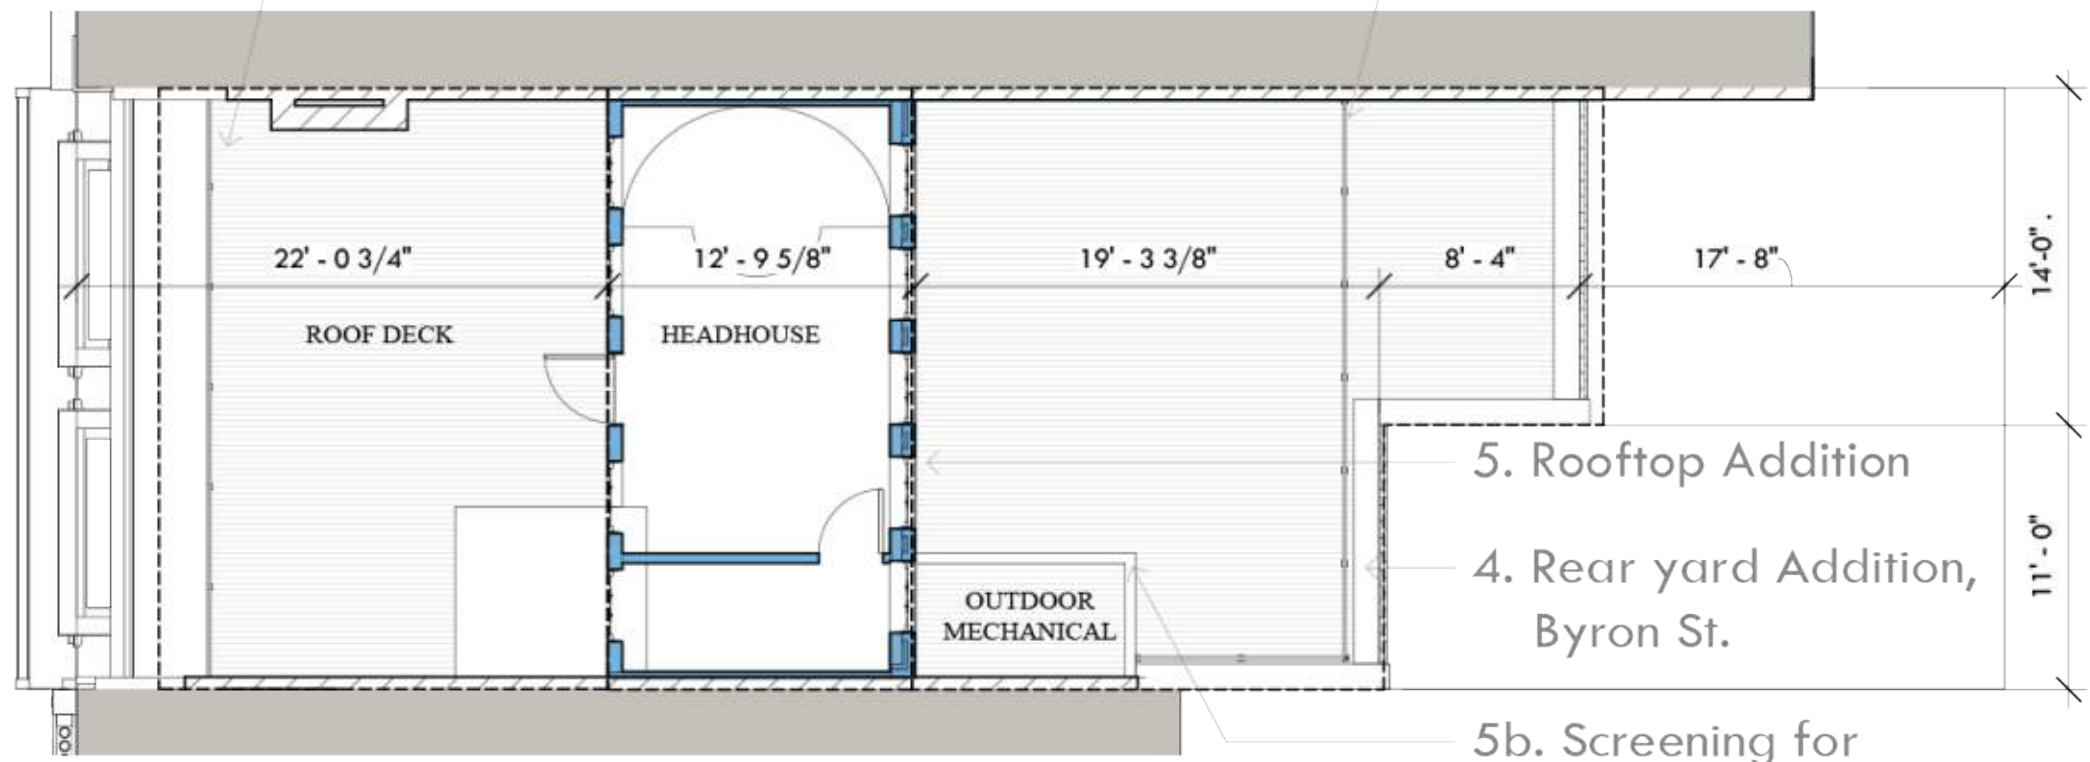 22' - 0 3/4"
12' - 9 5/8"
19' - 3 3/8"
8' - 4"
17' - 8"
14'-0".
ROOF DECK
HEADHOUSE
5. Rooftop Addition
4. Rear yard Addition,
Byron St.
11' - 0"
OUTDOOR
MECHANICAL
5b. Screening for